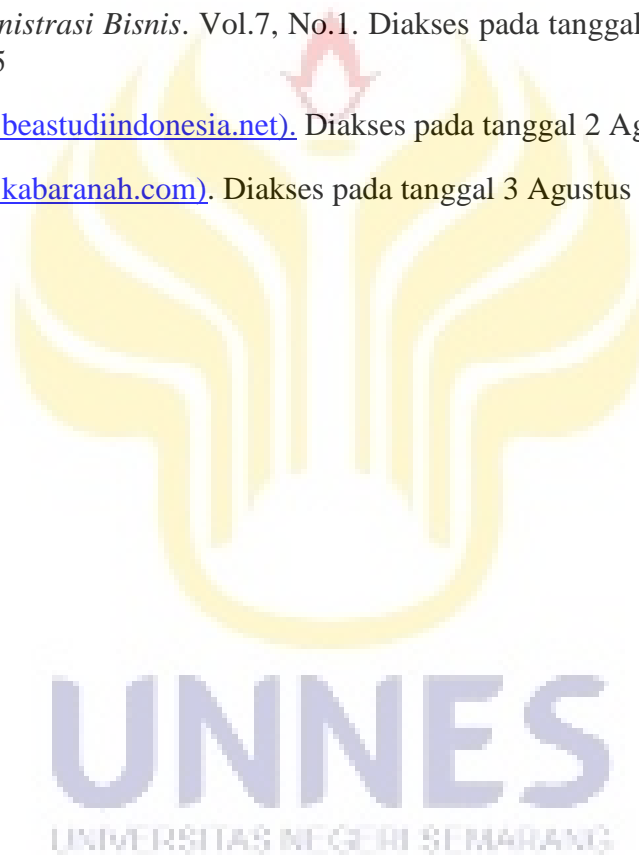 nistrasi Bisnis. Vol.7, No.1. Diakses pada tanggal
5
beastudiindonesia.net). Diakses pada tanggal 2 Ag
kabaranah.com). Diakses pada tanggal 3 Agustus
UNNES
UNIVERSITAS NEGERI SEMARANG